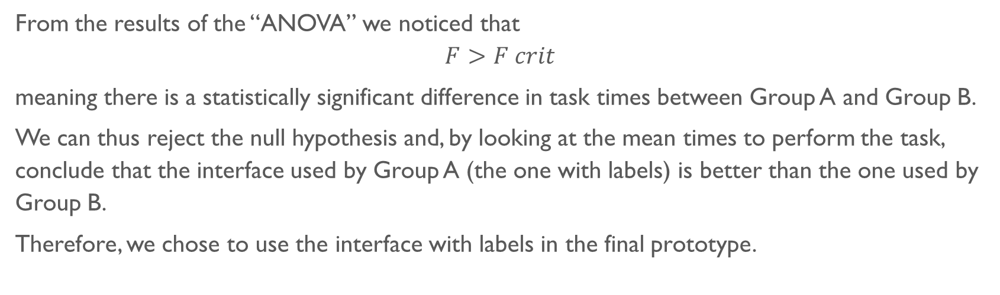 From the results of the “ANOVA” we noticed that
F > F crit
meaning there is a statistically significant difference in task times between Group A and Group B.
We can thus reject the null hypothesis and, by looking at the mean times to perform the task,
conclude that the interface used by Group A (the one with labels) is better than the one used by
Group B.
Therefore, we chose to use the interface with labels in the final prototype.